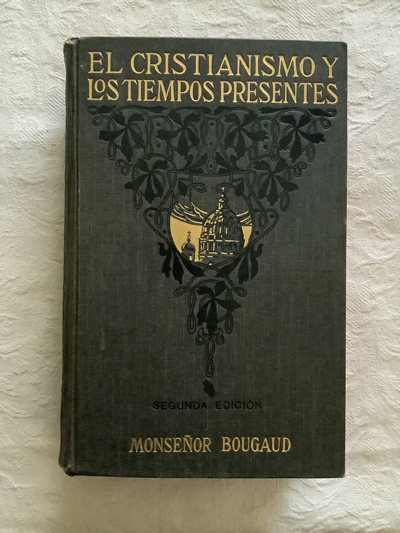 EL CRISTIANISMO Y
LOS TIEMPOS PRESENTES
SEGUNDA EDICIÓN
MONSEÑOR BOUGAUD